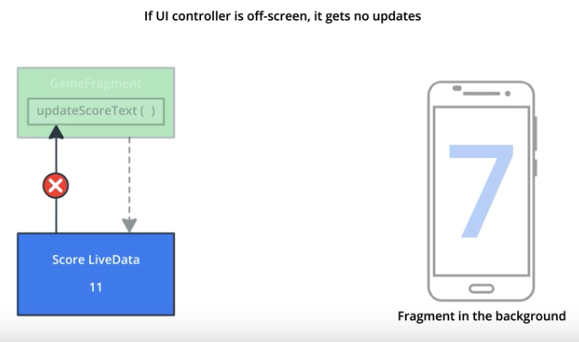 If UI controller is off-screen, it gets no updates
GameFragment
updateScoreText ( )
Score LiveData
11
7
Fragment in the background